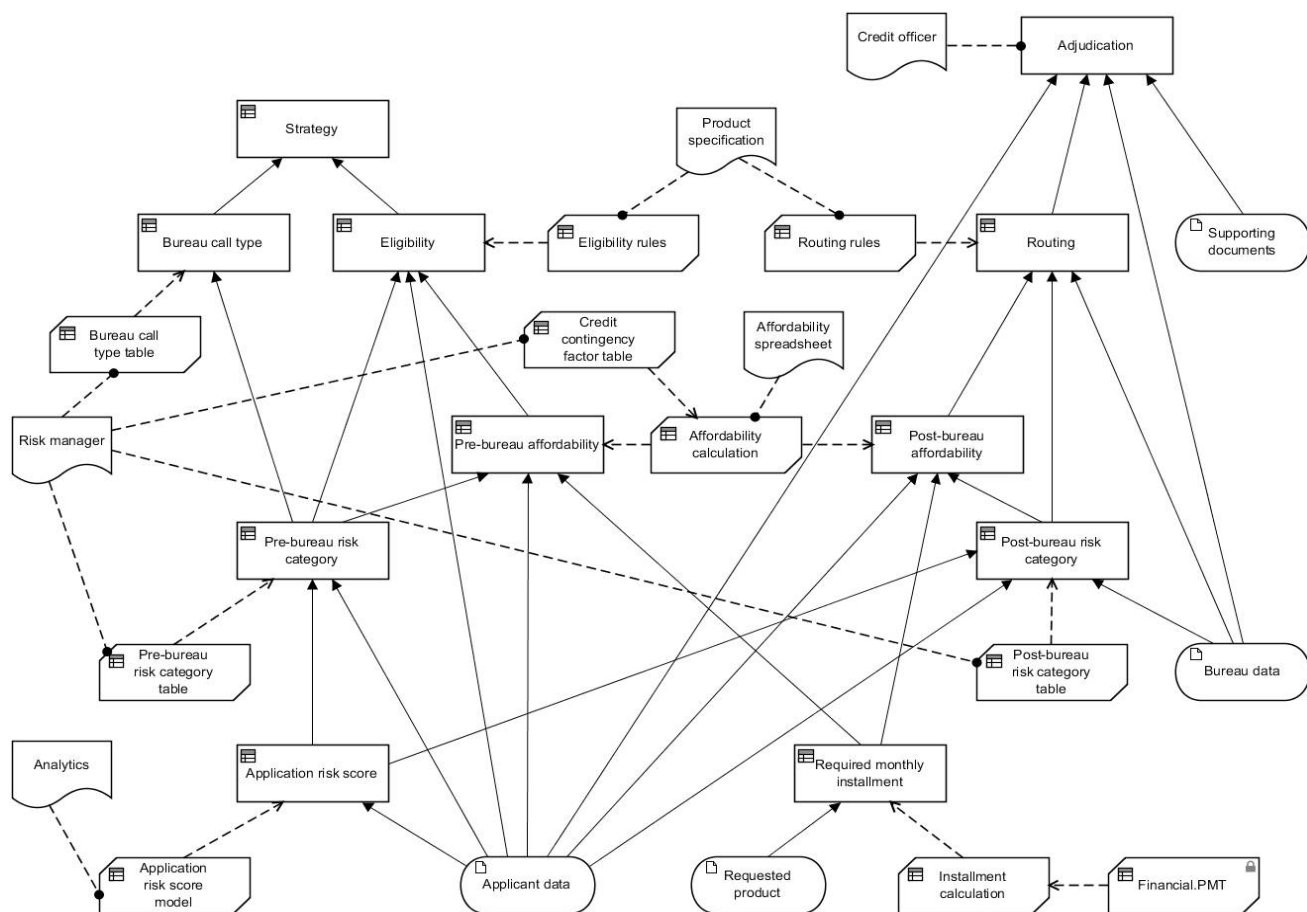 Credit officer
Adjudication
Strategy
Product
specification
Bureau call type
Eligibility
Eligibility rules
Routing rules
Routing
Supporting
documents
Bureau call
type table
Credit
contingency
factor table
Affordability
spreadsheet
Risk manager
Pre-bureau affordability
Affordability
calculation
Post-bureau
affordability
Pre-bureau risk
category
Post-bureau risk
category
Pre-bureau
risk category
table
Post-bureau
risk category
table
Bureau data
Analytics
Application risk score
Required monthly
installment
Application
risk score
model
Applicant data
Requested
product
Installment
calculation
Financial.PMT